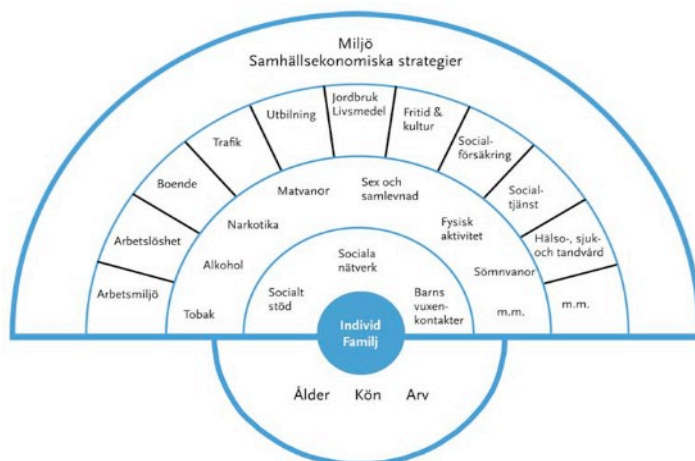 Miljö
Samhällsekonomiska strategier
Arbetsmiljö
Arbetslöshet
Boende
Trafik
Utbilning
Jordbruk
Livsmedel
Fritid &
kultur
Social-
försäkring
Social-
tjänst
Hälso-, sjuk-
och tandvård
m.m.
Tobak
Alkohol
Narkotika
Matvanor
Sex och
samlevnad
Fysisk
aktivitet
Sömnvanor
m.m.
Socialt
stöd
Sociala
nätverk
Barns
vuxen-
kontakter
Individ
Familj
Ålder Kön Arv